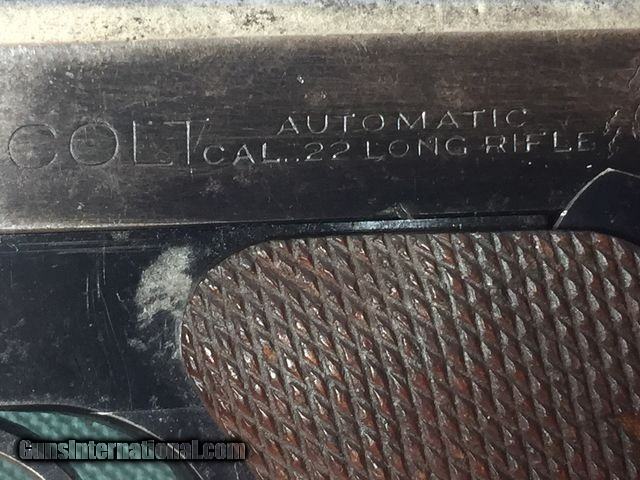 COLT AUTOMATIC
CAL. .22 LONG RIFLE
GunsInternational.com